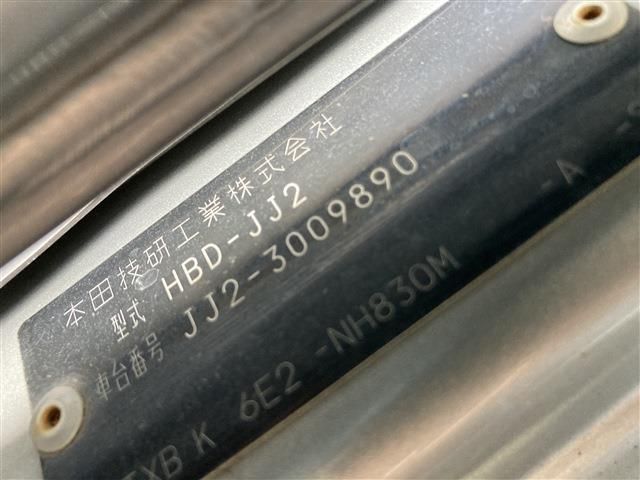 本田技研工業株式会社
型式 HBD-JJ2
車台番号 JJ2-3009890
XB K 6E2 -NH830M -A